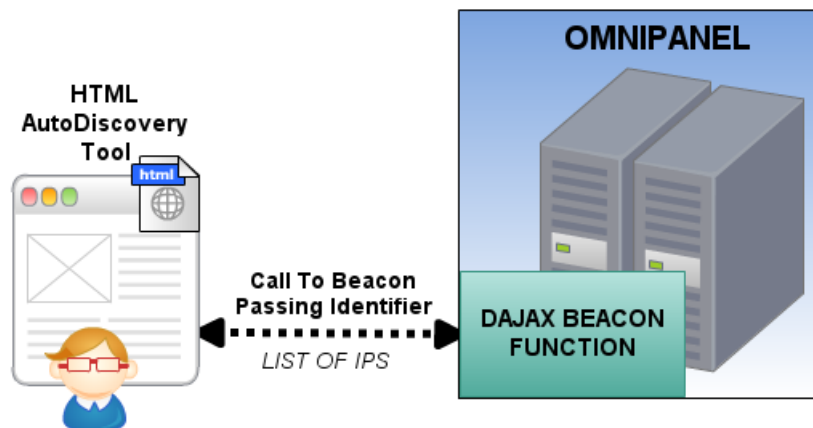 OMNIPANEL
HTML
AutoDiscovery
Tool
html
Call To Beacon
Passing Identifier
LIST OF IPS
DAJAX BEACON
FUNCTION